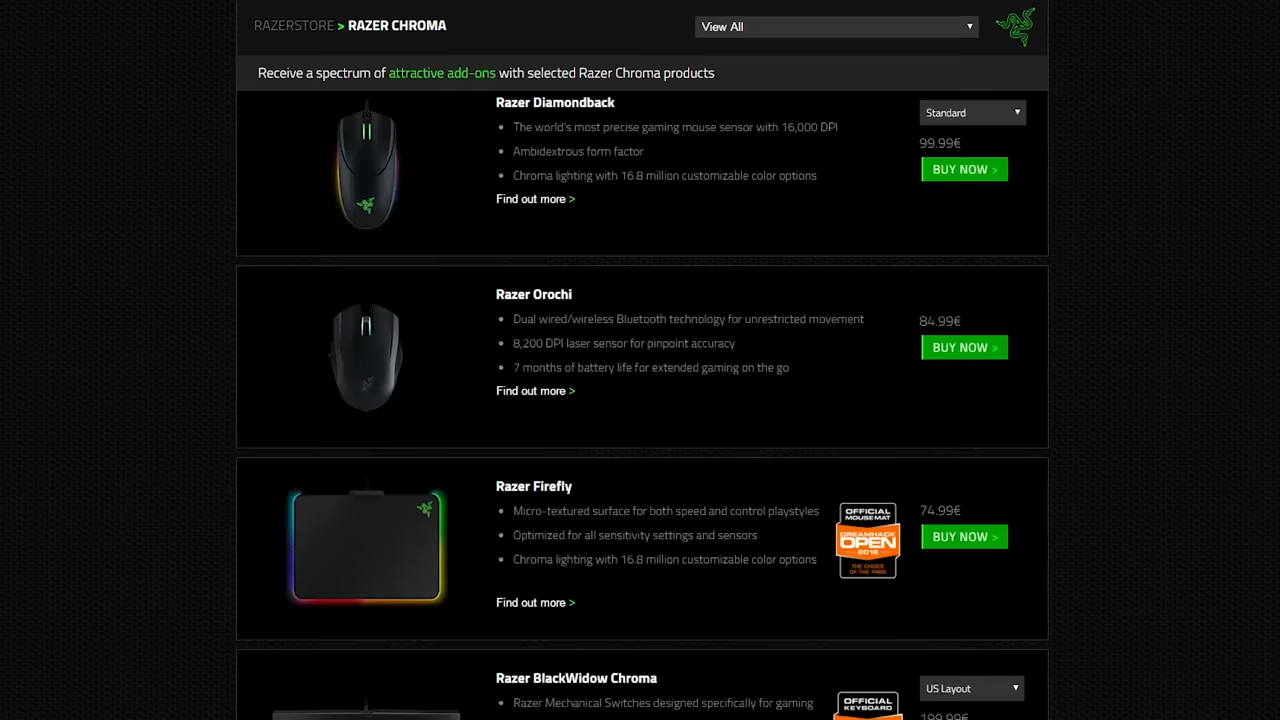 RAZERSTORE > RAZER CHROMA
View All
Receive a spectrum of attractive add-ons with selected Razer Chroma products
Razer Diamondback
The world's most precise gaming mouse sensor with 16,000 DPI
Ambidextrous form factor
Chroma lighting with 16.8 million customizable color options
Find out more >
Standard
99.99€
BUY NOW >
Razer Orochi
Dual wired/wireless Bluetooth technology for unrestricted movement
8,200 DPI laser sensor for pinpoint accuracy
7 months of battery life for extended gaming on the go
Find out more >
84.99€
BUY NOW >
Razer Firefly
Micro-textured surface for both speed and control playstyles
Optimized for all sensitivity settings and sensors
Chroma lighting with 16.8 million customizable color options
Find out more >
OFFICIAL
MOUSE MAT
DREAMHACK
OPEN
2016
THE CHOICE
OF THE PROS
74.99€
BUY NOW >
Razer BlackWidow Chroma
Razer Mechanical Switches designed specifically for gaming
OFFICIAL
KEYBOARD
US Layout
199.99€